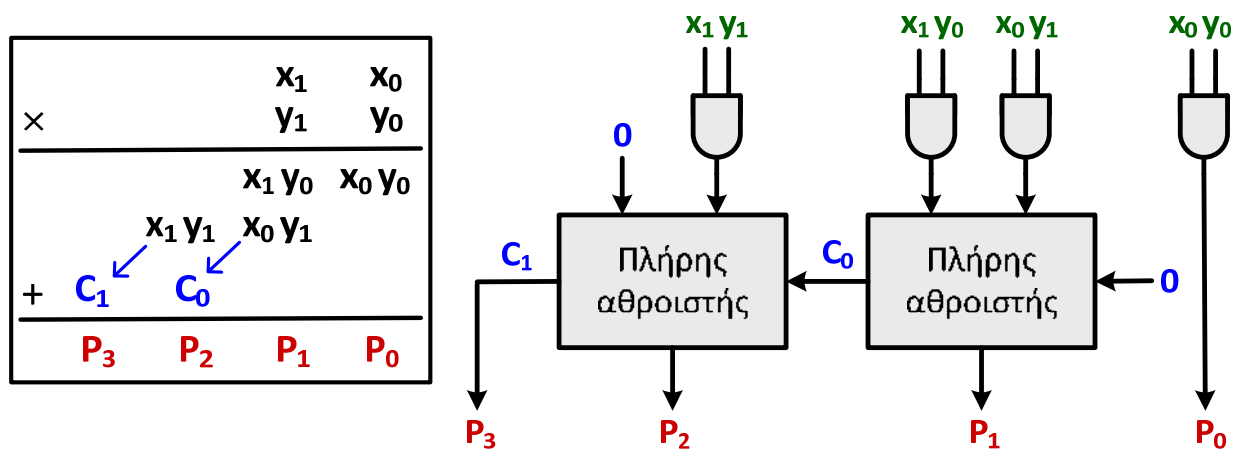 x₁ x₀
× y₁ y₀
x₁ y₀ x₀ y₀
x₁ y₁ x₀ y₁
+ C₁ C₀
P₃ P₂ P₁ P₀
x₁ y₁ x₁ y₀ x₀ y₁ x₀ y₀
0
Πλήρης
αθροιστής
Πλήρης
αθροιστής
C₁ C₀ 0
P₃ P₂ P₁ P₀